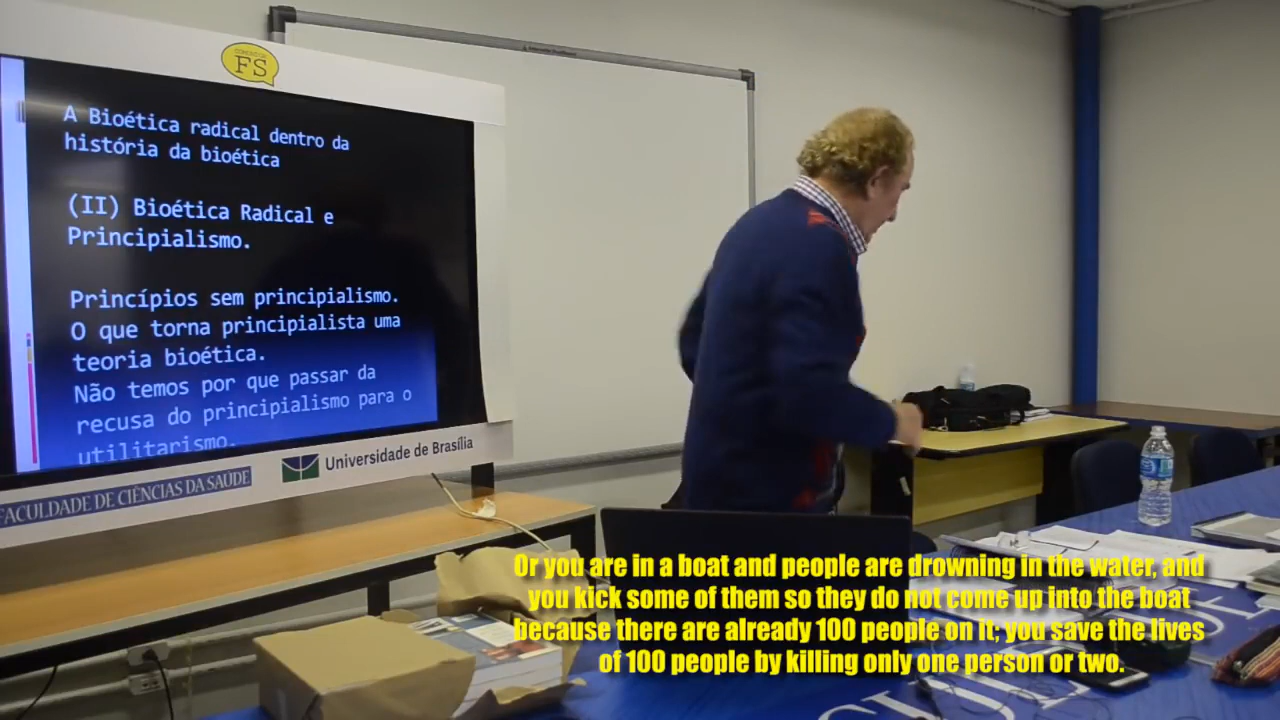 COMUNICA
FS
A Bioética radical dentro da
história da bioética
(II) Bioética Radical e
Principialismo.
Princípios sem principialismo.
O que torna principialista uma
teoria bioética.
Não temos por que passar da
recusa do principialismo para o
utilitarismo.
FACULDADE DE CIÊNCIAS DA SAÚDE
Universidade de Brasília
Or you are in a boat and people are drowning in the water, and
you kick some of them so they do not come up into the boat
because there are already 100 people on it; you save the lives
of 100 people by killing only one person or two.